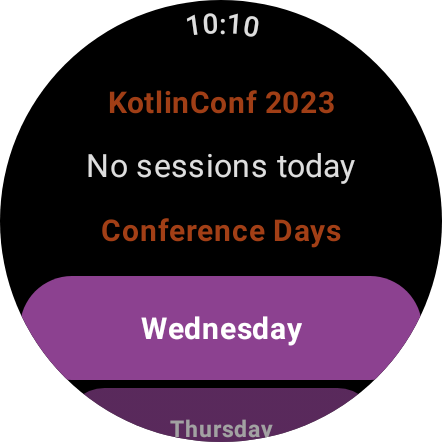 10:10
KotlinConf 2023
No sessions today
Conference Days
Wednesday
Thursday